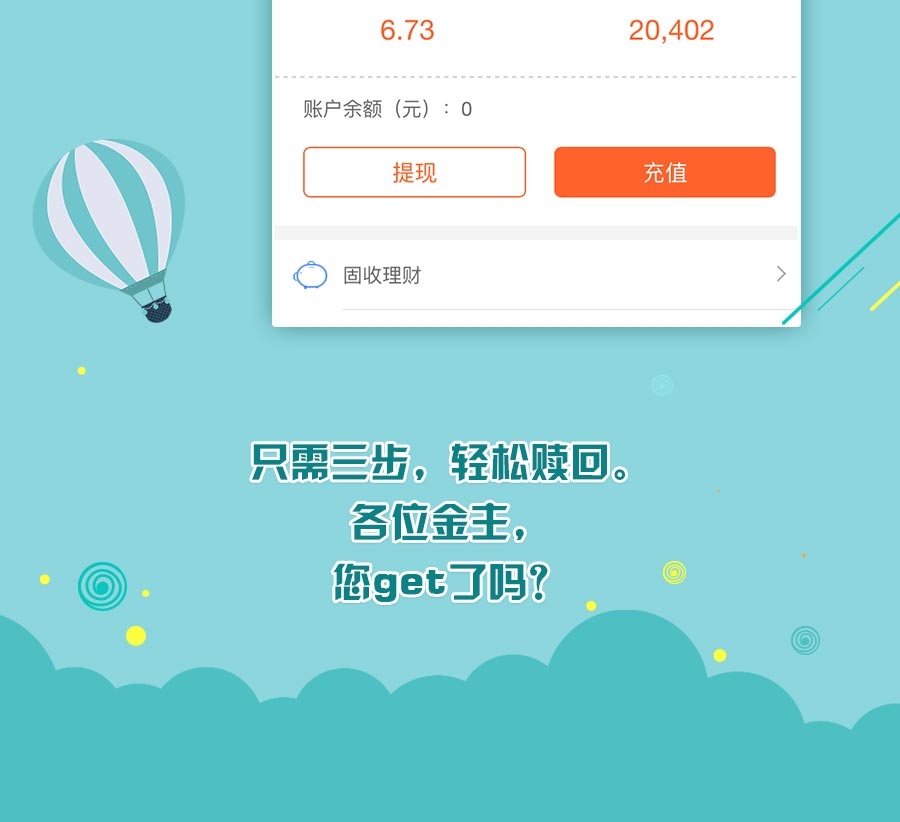 6.73 20,402
账户余额（元）：0
提现 充值
固收理财
只需三步，轻松赎回。
各位金主，
您get了吗？